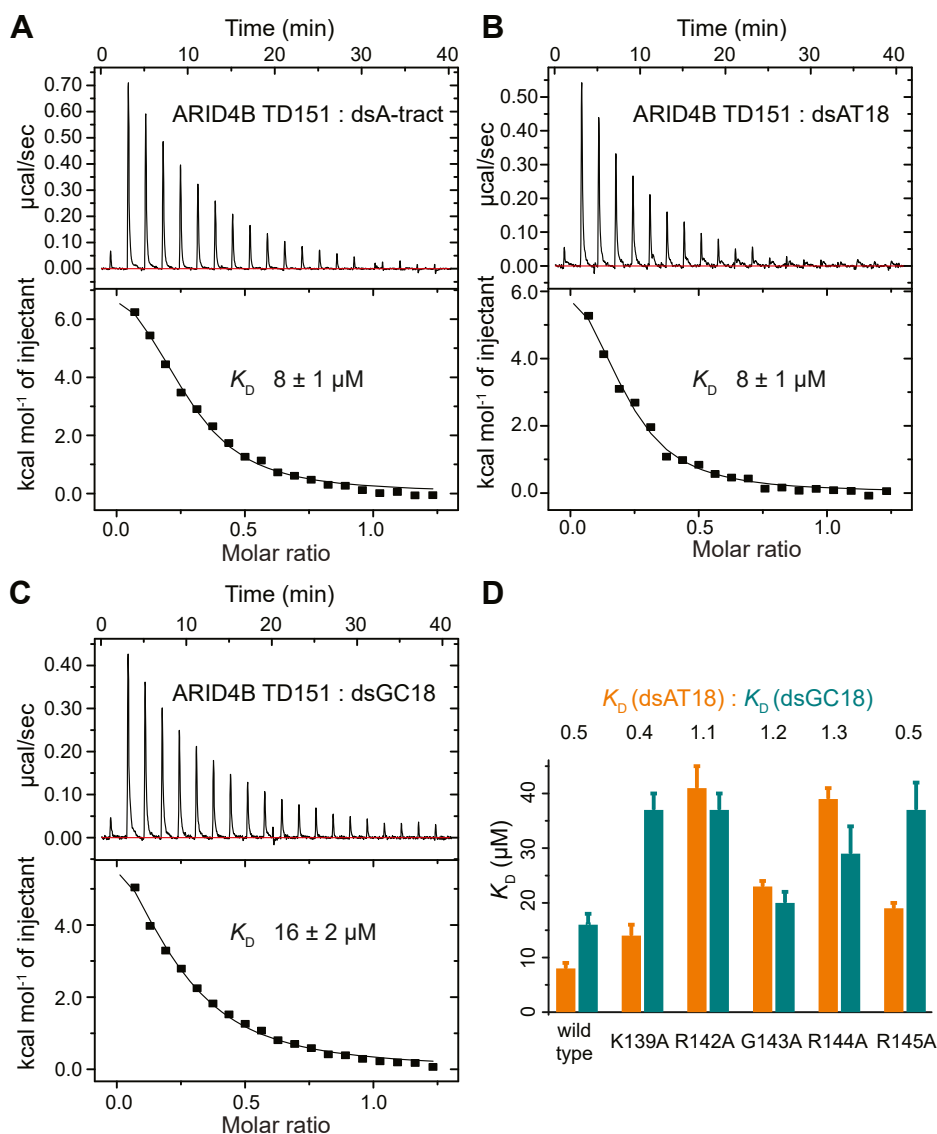 A
Time (min)
0 10 20 30 40
0.70
0.60
0.50
0.40
0.30
0.20
0.10
0.00
µcal/sec
ARID4B TD151 : dsA-tract
6.0
4.0
2.0
0.0
kcal mol⁻¹ of injectant
K_D 8 ± 1 µM
0.0 0.5 1.0
Molar ratio
B
Time (min)
0 10 20 30 40
0.50
0.40
0.30
0.20
0.10
0.00
µcal/sec
ARID4B TD151 : dsAT18
6.0
4.0
2.0
0.0
kcal mol⁻¹ of injectant
K_D 8 ± 1 µM
0.0 0.5 1.0
Molar ratio
C
Time (min)
0 10 20 30 40
0.40
0.30
0.20
0.10
0.00
µcal/sec
ARID4B TD151 : dsGC18
4.0
2.0
0.0
kcal mol⁻¹ of injectant
K_D 16 ± 2 µM
0.0 0.5 1.0
Molar ratio
D
K_D (dsAT18) : K_D (dsGC18)
0.5 0.4 1.1 1.2 1.3 0.5
40
30
20
10
0
K_D (µM)
wild
type
K139A R142A G143A R144A R145A